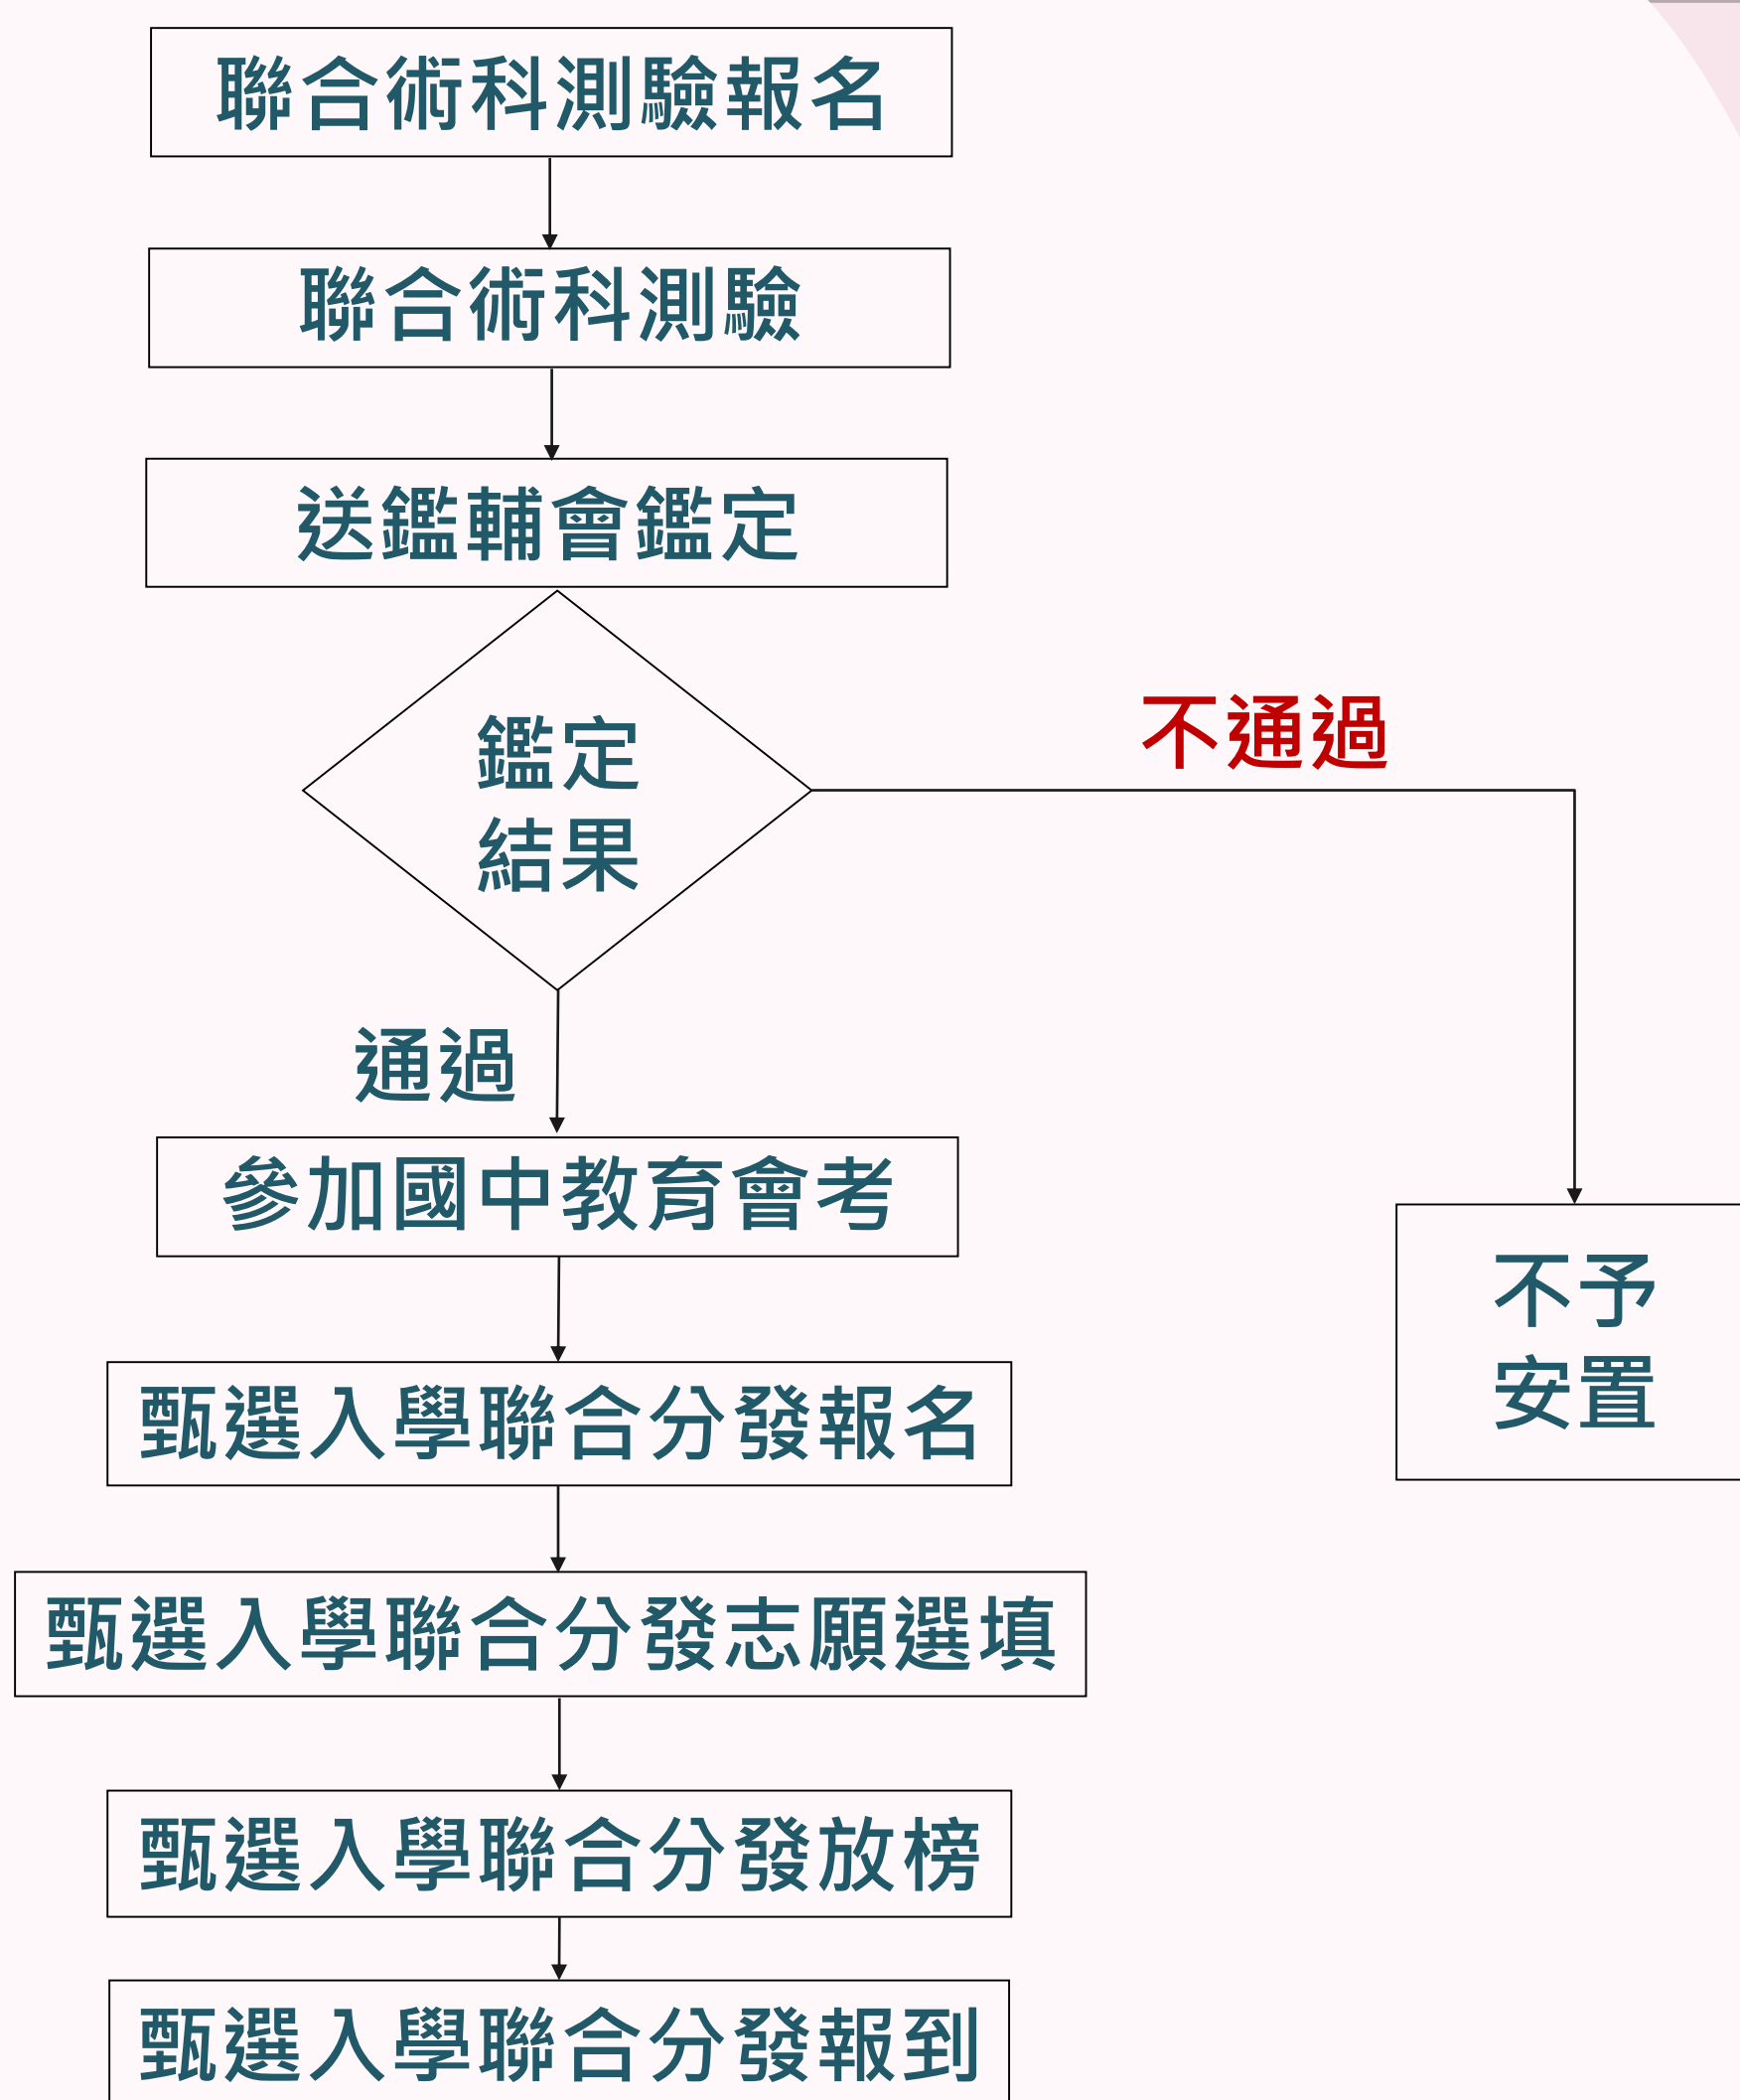 聯合術科測驗報名
聯合術科測驗
送鑑輔會鑑定
鑑定
結果
不通過
通過
參加國中教育會考
不予
安置
甄選入學聯合分發報名
甄選入學聯合分發志願選填
甄選入學聯合分發放榜
甄選入學聯合分發報到